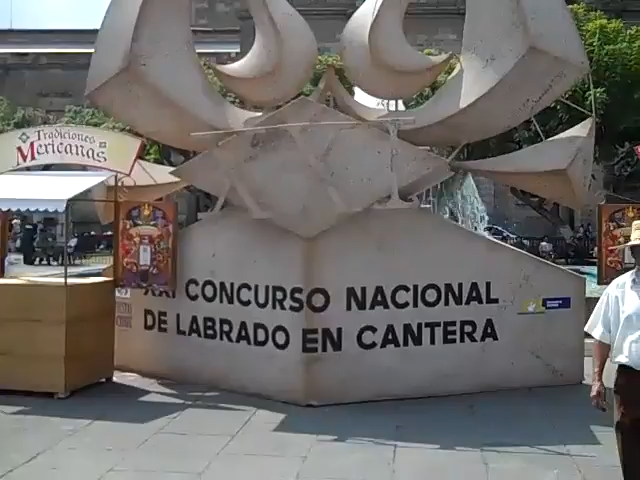 Tradiciones
Mexicanas
XXI CONCURSO NACIONAL
DE LABRADO EN CANTERA